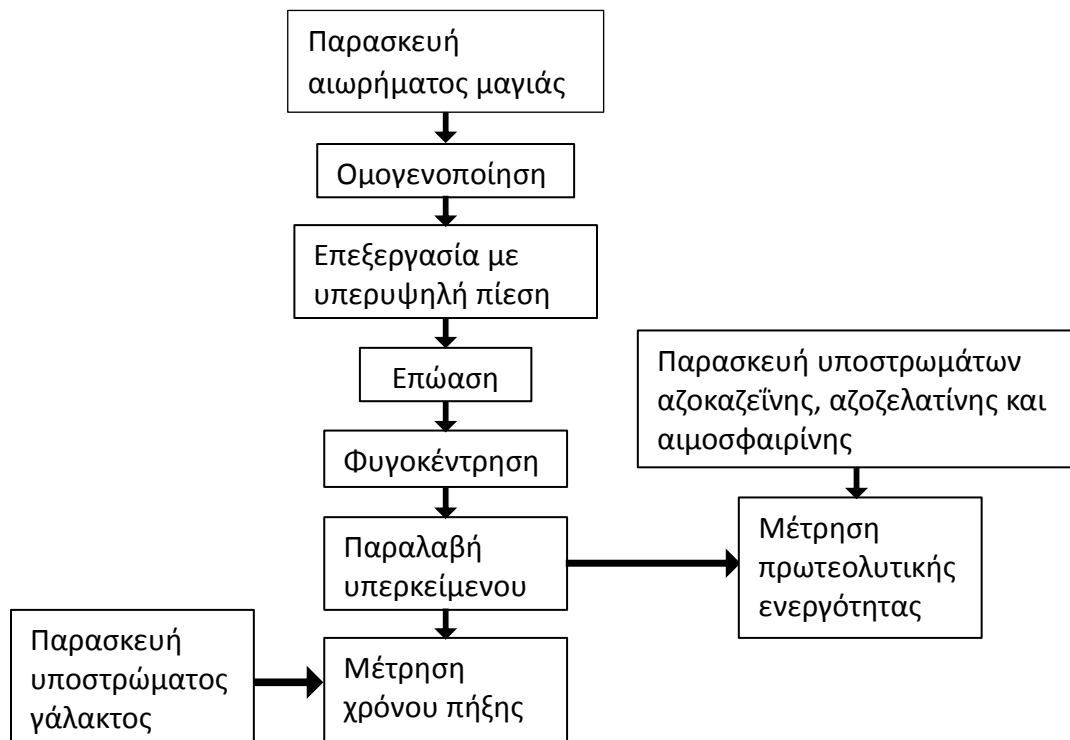 Παρασκευή
αιωρήματος μαγιάς
Ομογενοποίηση
Επεξεργασία με
υπερυψηλή πίεση
Επώαση
Φυγοκέντρηση
Παρασκευή υποστρωμάτων
αζοκαζεΐνης, αζοζελατίνης και
αιμοσφαιρίνης
Παραλαβή
υπερκείμενου
Μέτρηση
πρωτεολυτικής
ενεργότητας
Παρασκευή
υποστρώματος
γάλακτος
Μέτρηση
χρόνου πήξης